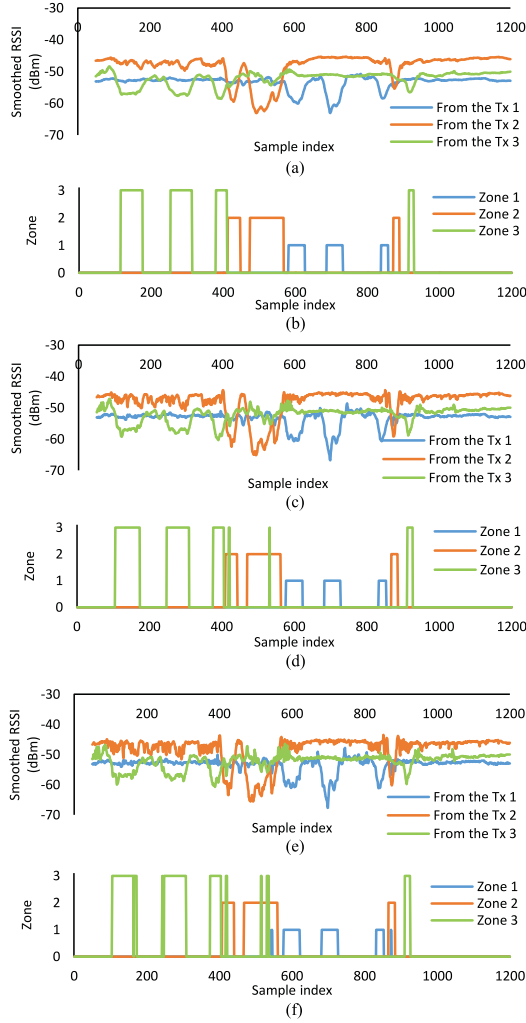 -30
0 200 400 600 800 1000 1200
-40
-50
-60
-70
Smoothed RSSI
(dBm)
From the Tx 1
From the Tx 2
From the Tx 3
Sample index
(a)
3
2
1
0
Zone
Zone 1
Zone 2
Zone 3
0 200 400 600 800 1000 1200
Sample index
(b)
-30
0 200 400 600 800 1000 1200
-40
-50
-60
-70
Smoothed RSSI
(dBm)
From the Tx 1
From the Tx 2
From the Tx 3
Sample index
(c)
3
2
1
0
Zone
Zone 1
Zone 2
Zone 3
0 200 400 600 800 1000 1200
Sample index
(d)
-30
200 400 600 800 1000 1200
-40
-50
-60
-70
Smoothed RSSI
(dBm)
From the Tx 1
From the Tx 2
From the Tx 3
Sample index
(e)
3
2
1
0
Zone
Zone 1
Zone 2
Zone 3
0 200 400 600 800 1000 1200
Sample index
(f)